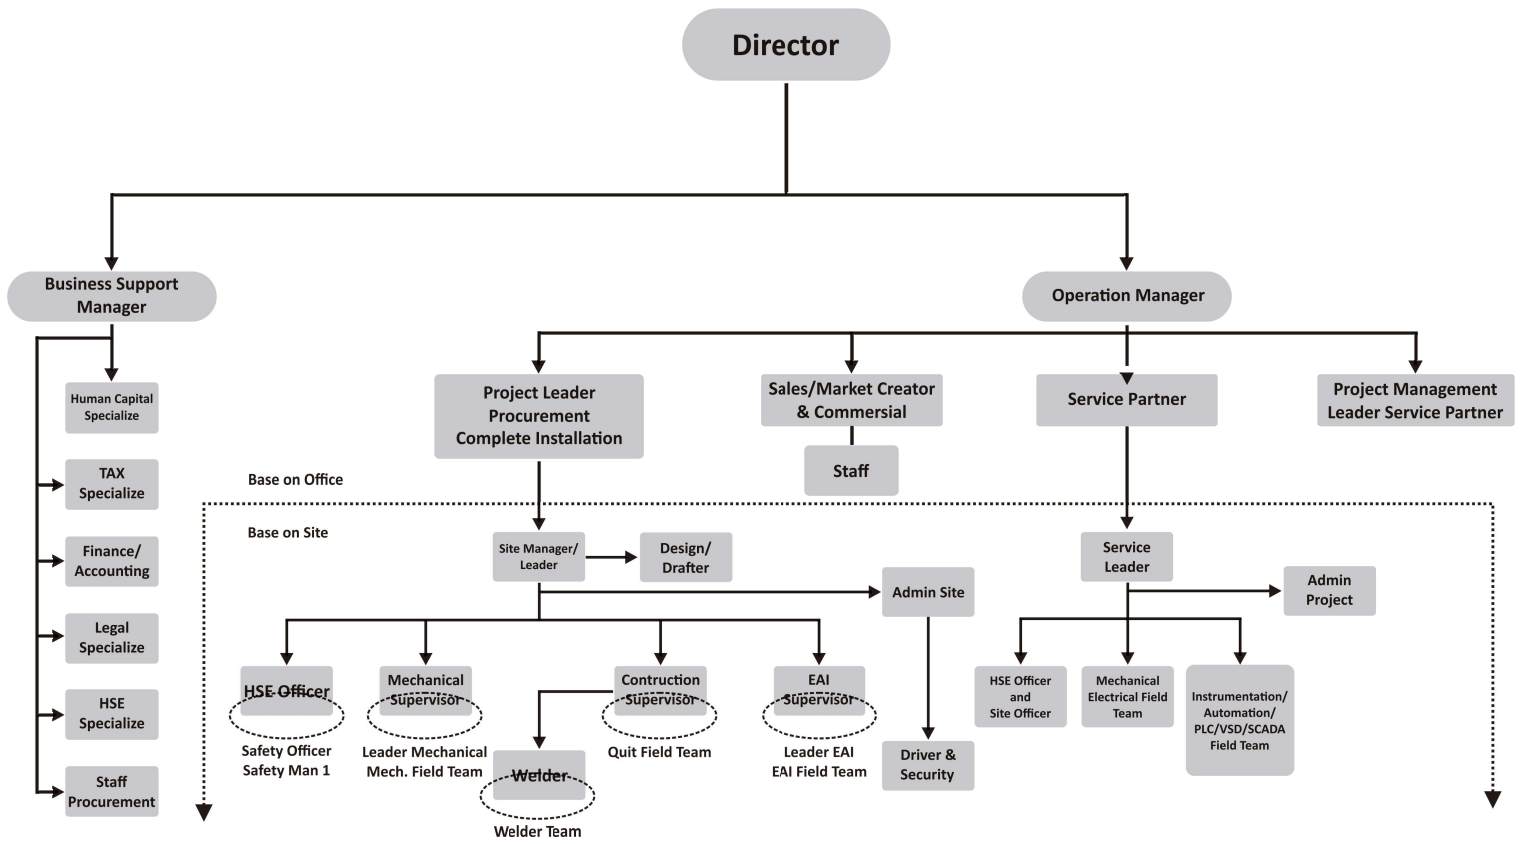 Director
Business Support
Manager
Operation Manager
Human Capital
Specialize
TAX
Specialize
Finance/
Accounting
Legal
Specialize
HSE
Specialize
Staff
Procurement
Project Leader
Procurement
Complete Installation
Sales/Market Creator
& Commersial
Staff
Service Partner
Project Management
Leader Service Partner
Base on Office
Base on Site
Site Manager/
Leader
Design/
Drafter
Admin Site
Service
Leader
Admin
Project
HSE Officer
Safety Officer
Safety Man 1
Mechanical
Supervisor
Leader Mechanical
Mech. Field Team
Contruction
Supervisor
Quit Field Team
EAI
Supervisor
Leader EAI
EAI Field Team
Welder
Welder Team
Driver &
Security
HSE Officer
and
Site Officer
Mechanical
Electrical Field
Team
Instrumentation/
Automation/
PLC/VSD/SCADA
Field Team